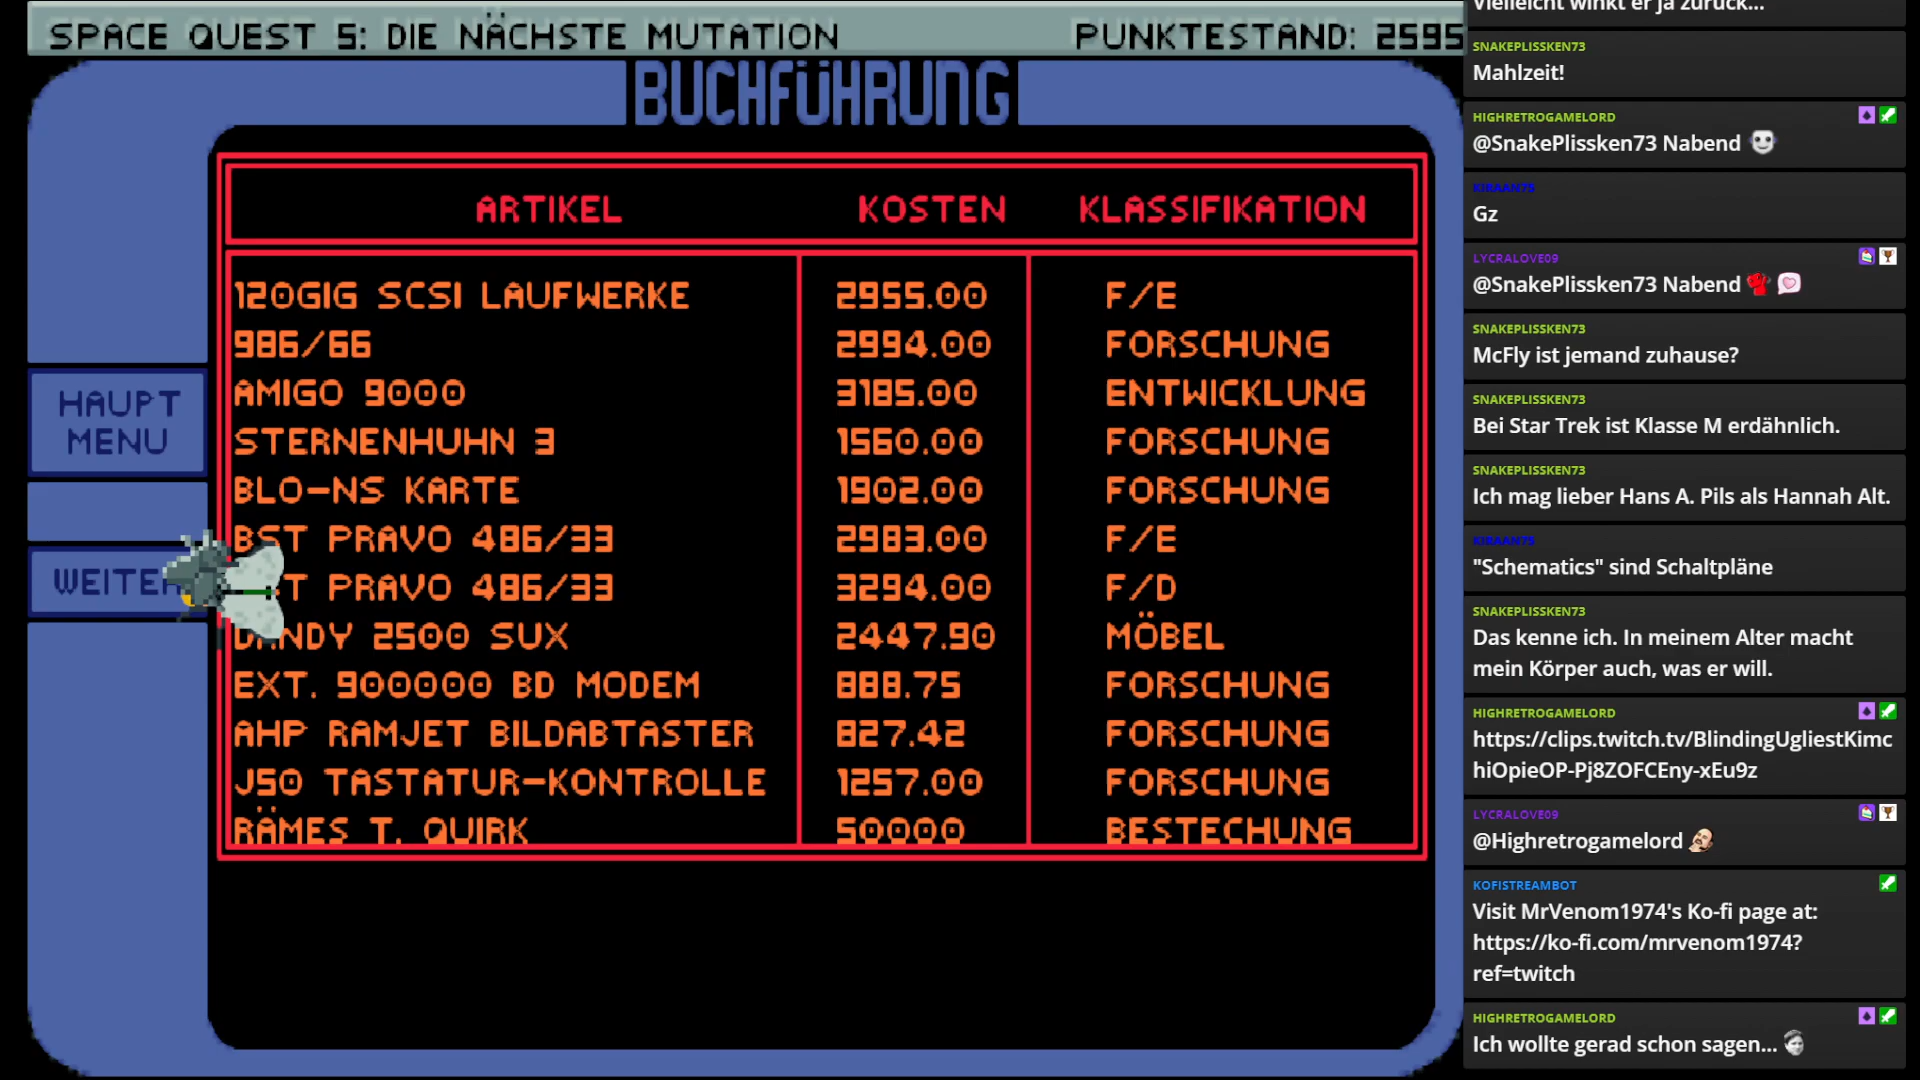 SPACE QUEST 5: DIE NÄCHSTE MUTATION PUNKTESTAND: 2595
BUCHFÜHRUNG
HAUPT
MENU
ARTIKEL KOSTEN KLASSIFIKATION
120GIG SCSI LAUFWERKE 2955.00 F/E
986/66 2994.00 FORSCHUNG
AMIGO 9000 3185.00 ENTWICKLUNG
STERNENHUHN 3 1560.00 FORSCHUNG
BLO-NS KARTE 1902.00 FORSCHUNG
BST PRAVO 486/33 2983.00 F/E
PRAVO 486/33 3294.00 F/D
2500 SUX 2447.90 MÖBEL
EXT. 900000 BD MODEM 888.75 FORSCHUNG
AHP RAMJET BILDABTASTER 827.42 FORSCHUNG
J50 TASTATUR-KONTROLLE 1257.00 FORSCHUNG
RÄMES T. QUIRK 50000 BESTECHUNG
Vielleicht winkt er ja zurück...
SNAKEPLISSKEN73
Mahlzeit!
HIGHRETROGAMELORD
@SnakePlissken73 Nabend
KIRAAN75
Gz
LYCRALOVE09
@SnakePlissken73 Nabend
SNAKEPLISSKEN73
McFly ist jemand zuhause?
SNAKEPLISSKEN73
Bei Star Trek ist Klasse M erdähnlich.
SNAKEPLISSKEN73
Ich mag lieber Hans A. Pils als Hannah Alt.
KIRAAN75
"Schematics" sind Schaltpläne
SNAKEPLISSKEN73
Das kenne ich. In meinem Alter macht
mein Körper auch, was er will.
HIGHRETROGAMELORD
https://clips.twitch.tv/BlindingUgliestKimc
hiOpieOP-Pj8ZOFCEny-xEu9z
LYCRALOVE09
@Highretrogamelord
KOFISTREAMBOT
Visit MrVenom1974's Ko-fi page at:
https://ko-fi.com/mrvenom1974?
ref=twitch
HIGHRETROGAMELORD
Ich wollte gerad schon sagen...